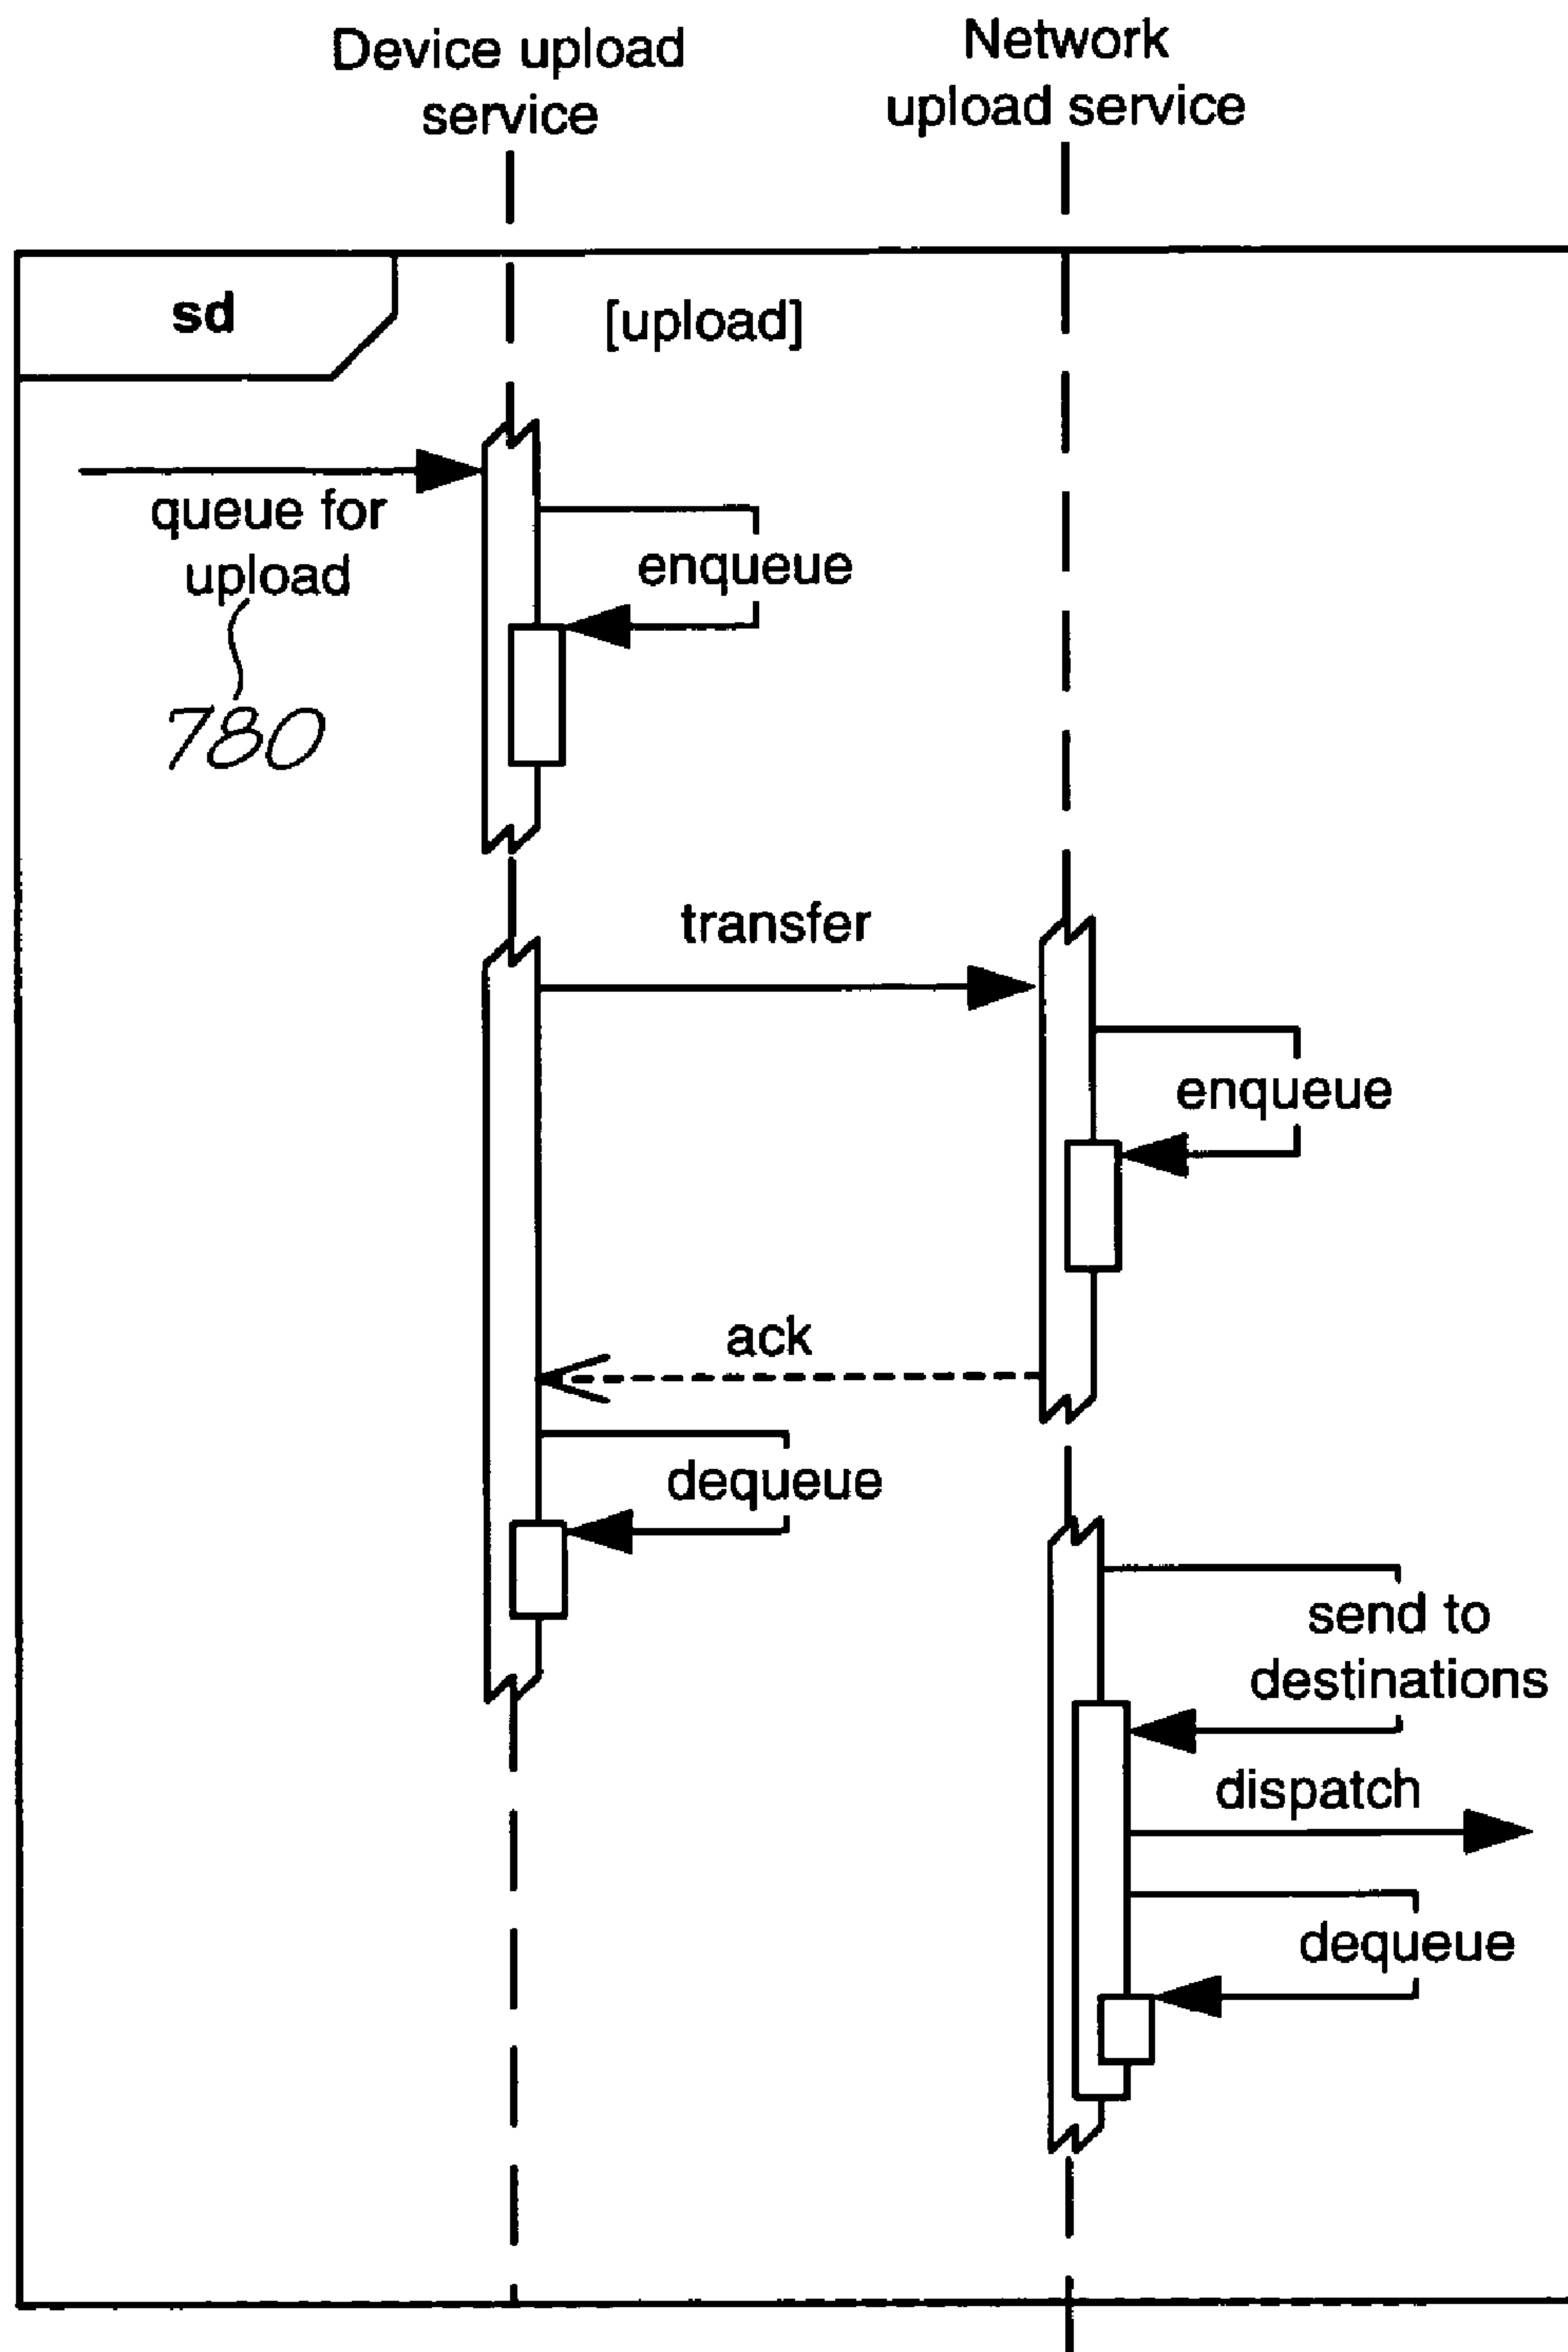 Device upload
service
Network
upload service
sd
[upload]
queue for
upload
780
enqueue
transfer
enqueue
ack
dequeue
send to
destinations
dispatch
dequeue